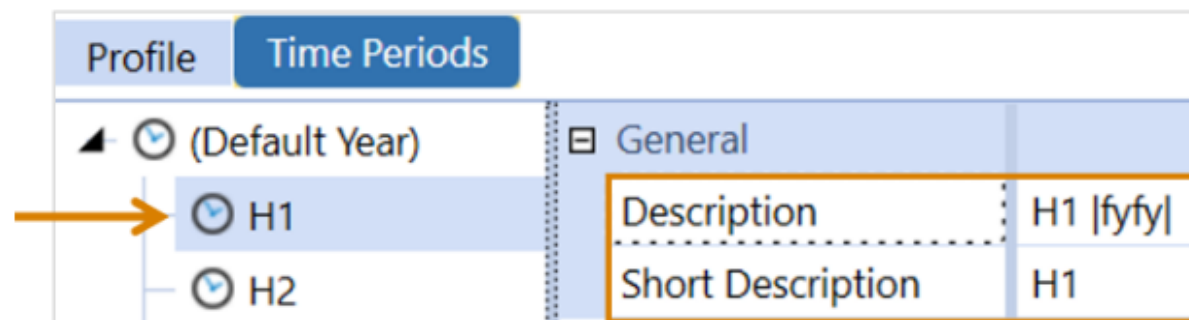 Profile Time Periods
(Default Year) General
H1 Description H1 |fyfy|
H2 Short Description H1